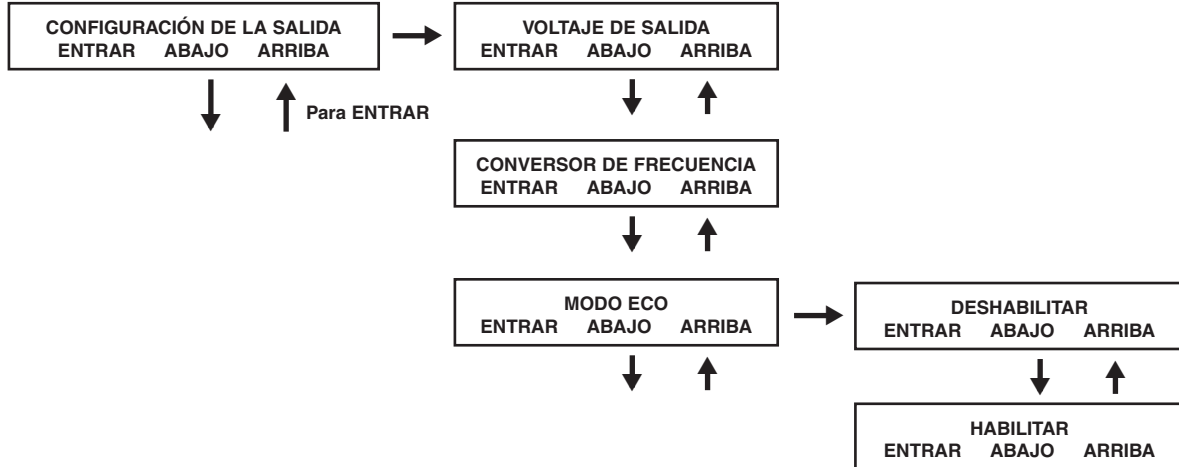 CONFIGURACIÓN DE LA SALIDA
ENTRAR ABAJO ARRIBA
Para ENTRAR
VOLTAJE DE SALIDA
ENTRAR ABAJO ARRIBA
CONVERSOR DE FRECUENCIA
ENTRAR ABAJO ARRIBA
MODO ECO
ENTRAR ABAJO ARRIBA
DESHABILITAR
ENTRAR ABAJO ARRIBA
HABILITAR
ENTRAR ABAJO ARRIBA